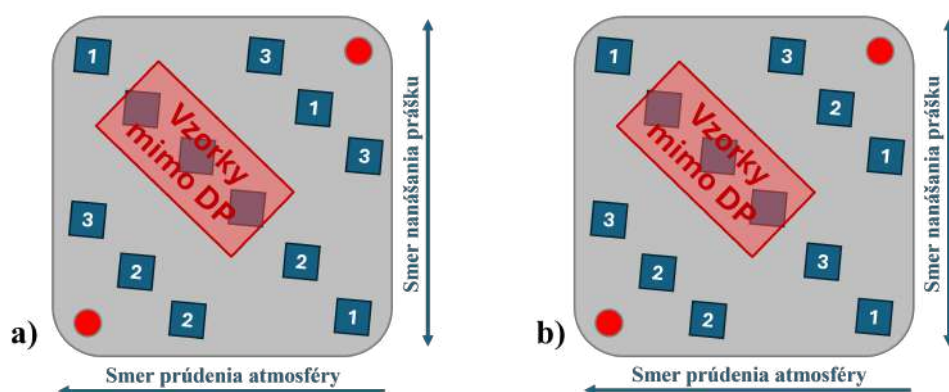 1
3
1
3
Vzorky
mimo DP
3
2
2
2
1
Smer nanášania prášku
a)
Smer prúdenia atmosféry
1
3
2
1
Vzorky
mimo DP
3
3
2
2
1
Smer nanášania prášku
b)
Smer prúdenia atmosféry